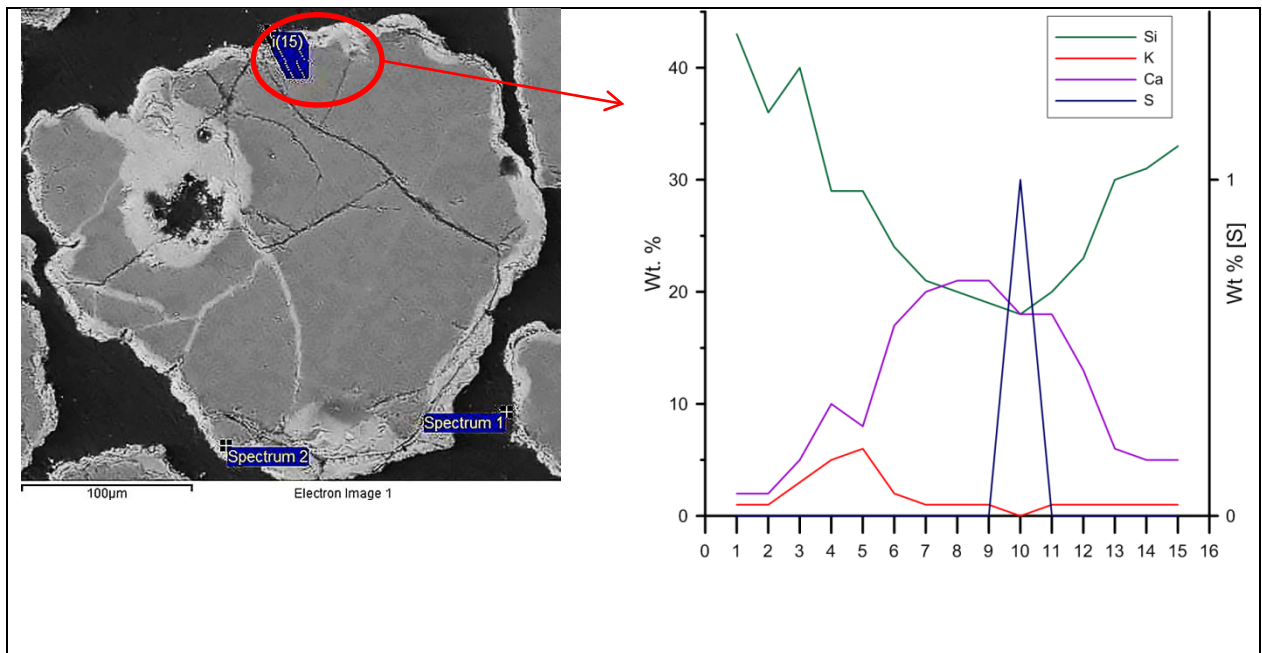 i(15)
Spectrum 1
Spectrum 2
100µm
Electron Image 1
Si
K
Ca
S
Wt. %
40
30
20
10
0
Wt % [S]
1
0
0 1 2 3 4 5 6 7 8 9 10 11 12 13 14 15 16